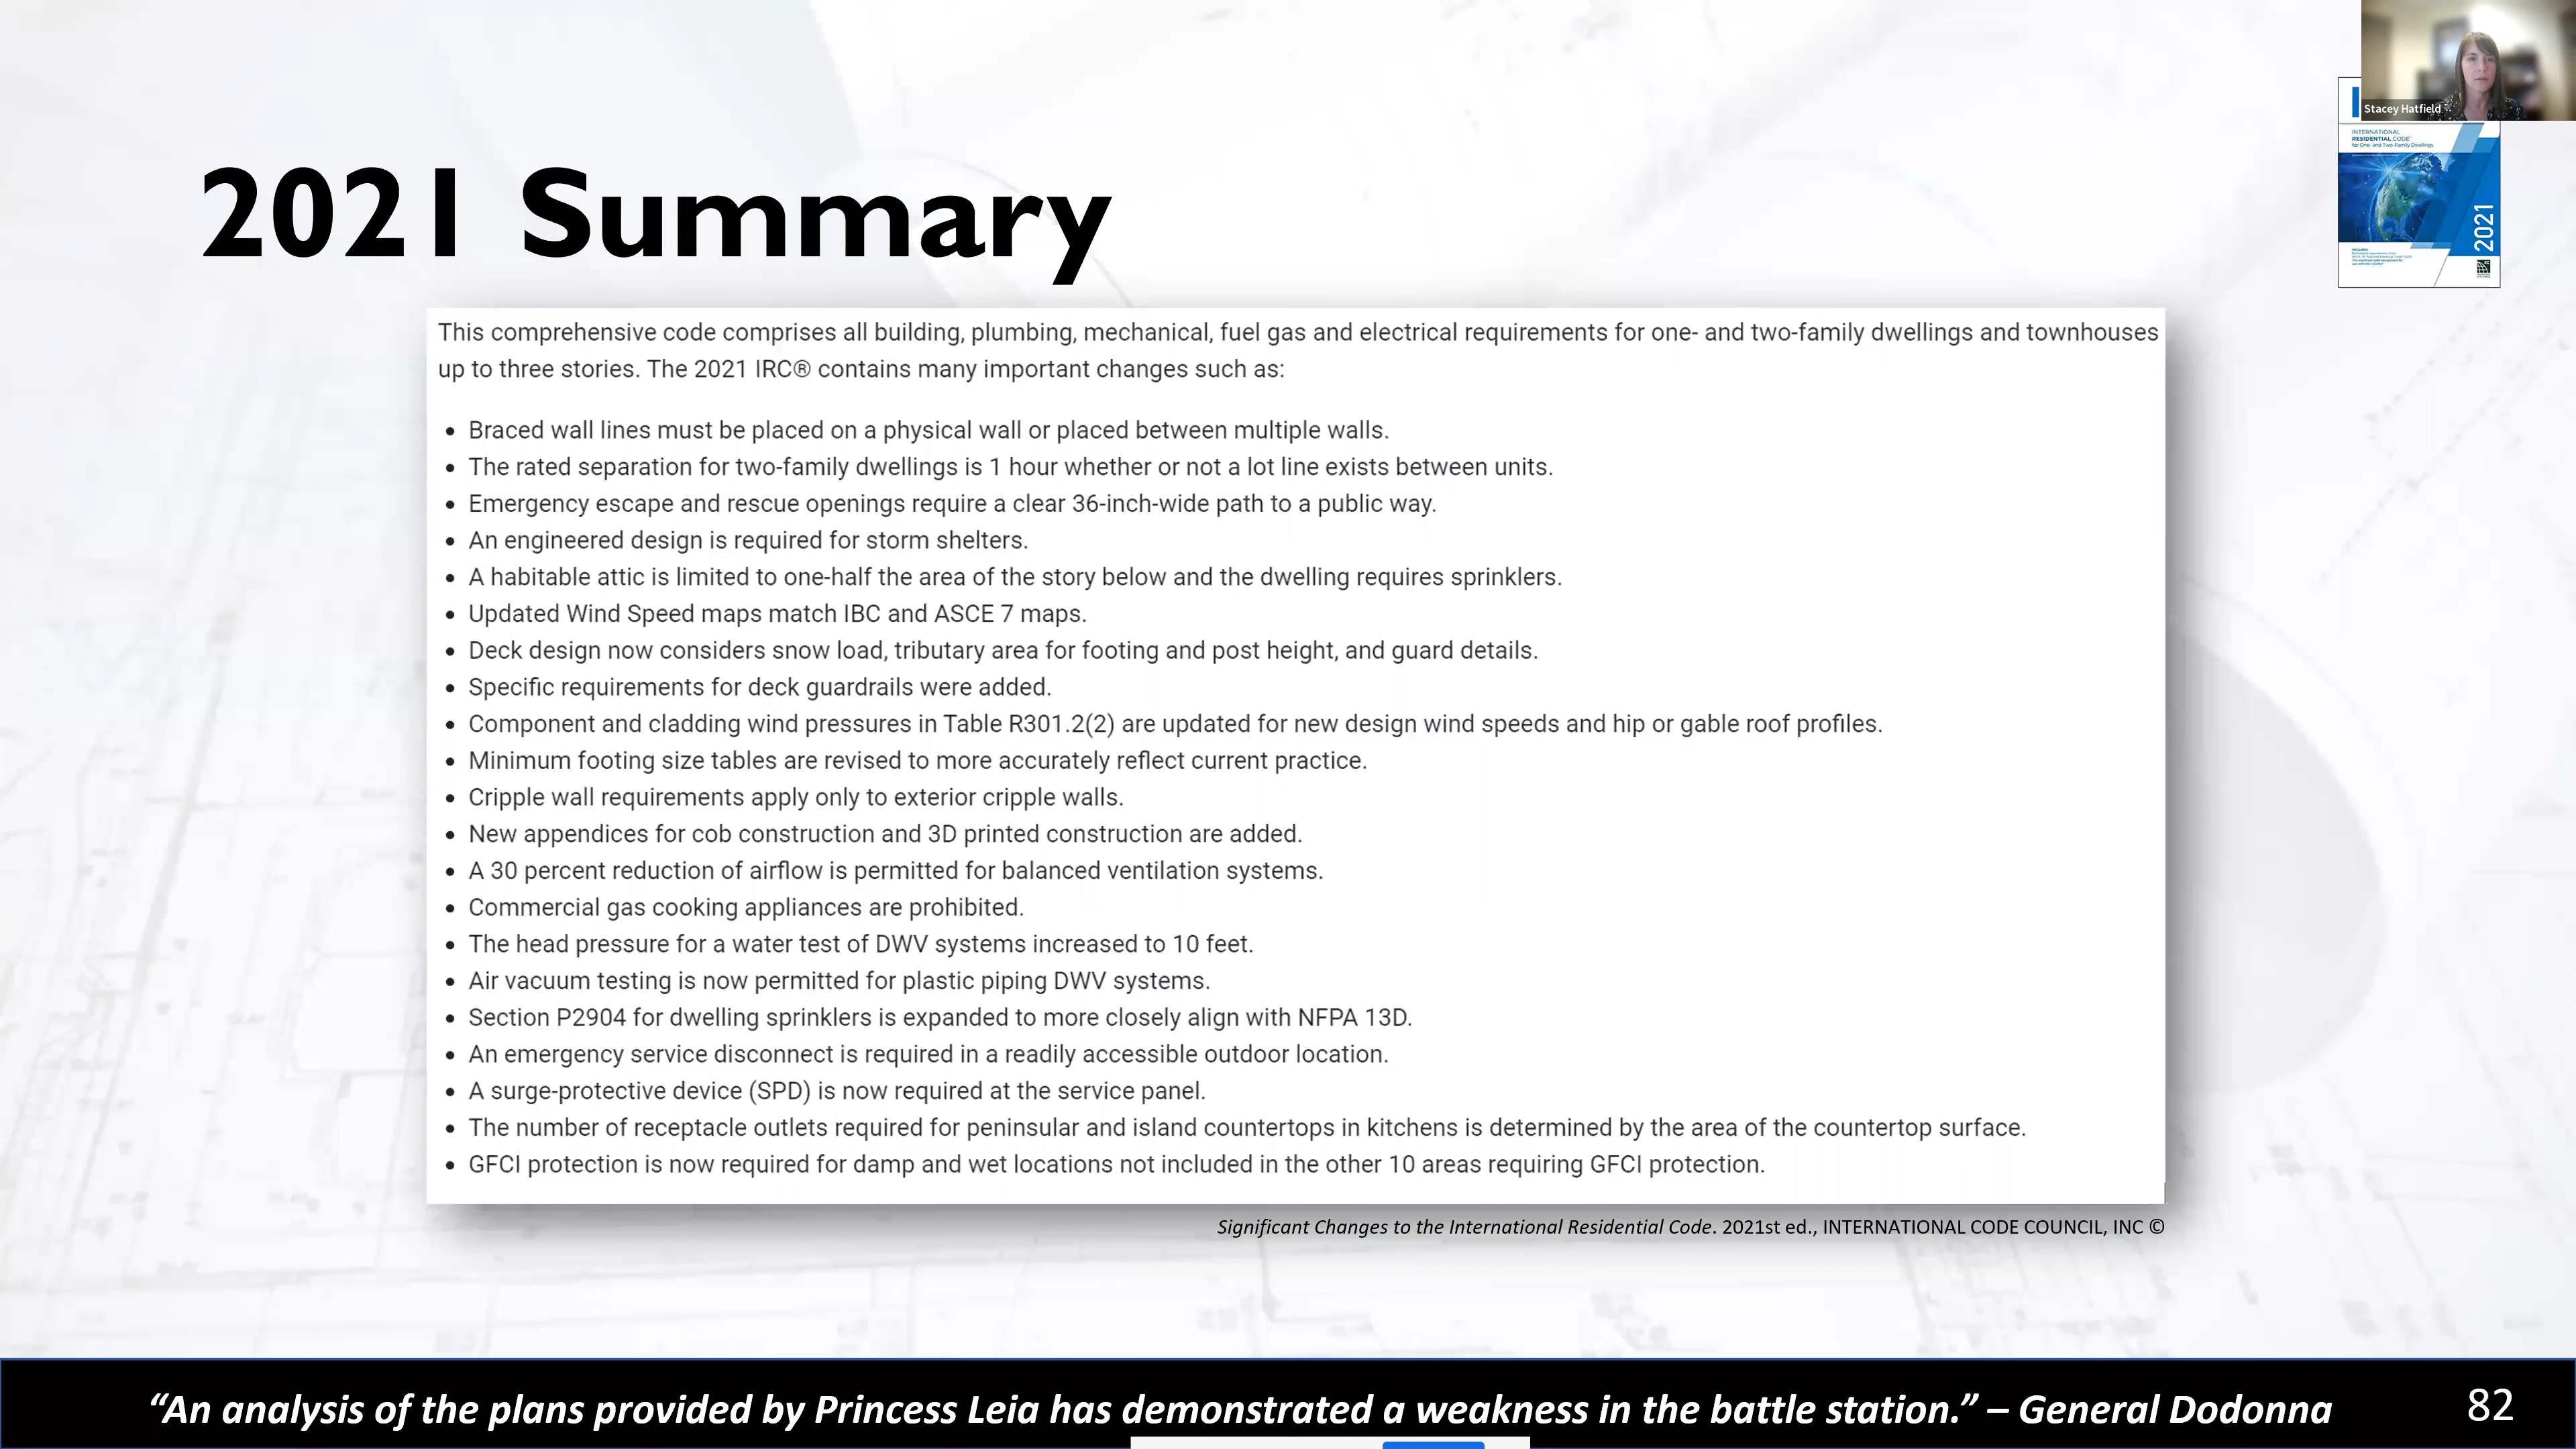 Stacey Hatfield
INTERNATIONAL
RESIDENTIAL CODE®
for One- and Two-Family Dwellings
2021
2021 Summary
This comprehensive code comprises all building, plumbing, mechanical, fuel gas and electrical requirements for one- and two-family dwellings and townhouses
up to three stories. The 2021 IRC® contains many important changes such as:
• Braced wall lines must be placed on a physical wall or placed between multiple walls.
• The rated separation for two-family dwellings is 1 hour whether or not a lot line exists between units.
• Emergency escape and rescue openings require a clear 36-inch-wide path to a public way.
• An engineered design is required for storm shelters.
• A habitable attic is limited to one-half the area of the story below and the dwelling requires sprinklers.
• Updated Wind Speed maps match IBC and ASCE 7 maps.
• Deck design now considers snow load, tributary area for footing and post height, and guard details.
• Specific requirements for deck guardrails were added.
• Component and cladding wind pressures in Table R301.2(2) are updated for new design wind speeds and hip or gable roof profiles.
• Minimum footing size tables are revised to more accurately reflect current practice.
• Cripple wall requirements apply only to exterior cripple walls.
• New appendices for cob construction and 3D printed construction are added.
• A 30 percent reduction of airflow is permitted for balanced ventilation systems.
• Commercial gas cooking appliances are prohibited.
• The head pressure for a water test of DWV systems increased to 10 feet.
• Air vacuum testing is now permitted for plastic piping DWV systems.
• Section P2904 for dwelling sprinklers is expanded to more closely align with NFPA 13D.
• An emergency service disconnect is required in a readily accessible outdoor location.
• A surge-protective device (SPD) is now required at the service panel.
• The number of receptacle outlets required for peninsular and island countertops in kitchens is determined by the area of the countertop surface.
• GFCI protection is now required for damp and wet locations not included in the other 10 areas requiring GFCI protection.
Significant Changes to the International Residential Code. 2021st ed., INTERNATIONAL CODE COUNCIL, INC ©
“An analysis of the plans provided by Princess Leia has demonstrated a weakness in the battle station.” – General Dodonna
82